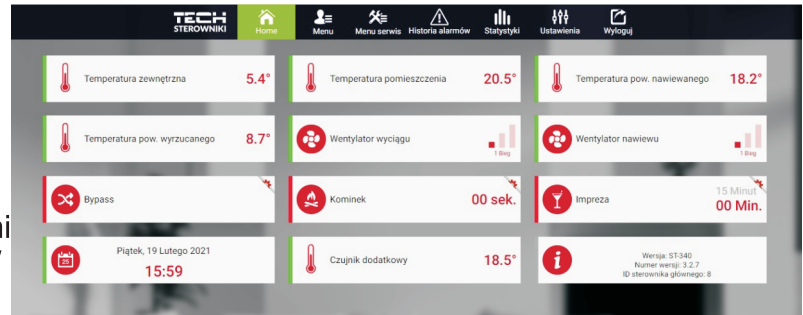 TECH
STEROWNIKI
Home
Menu
Menu serwis
Historia alarmów
Statystyki
Ustawienia
Wyloguj
Temperatura zewnętrzna 5.4°
Temperatura pomieszczenia 20.5°
Temperatura pow. nawiewanego 18.2°
Temperatura pow. wyrzucanego 8.7°
Wentylator wyciągu
1 Bieg
Wentylator nawiewu
1 Bieg
Bypass
Kominek 00 sek.
Impreza
15 Minut
00 Min.
25
Piątek, 19 Lutego 2021
15:59
Czujnik dodatkowy 18.5°
Wersja: ST-340
Numer wersji: 3.2.7
ID sterownika głównego: 8